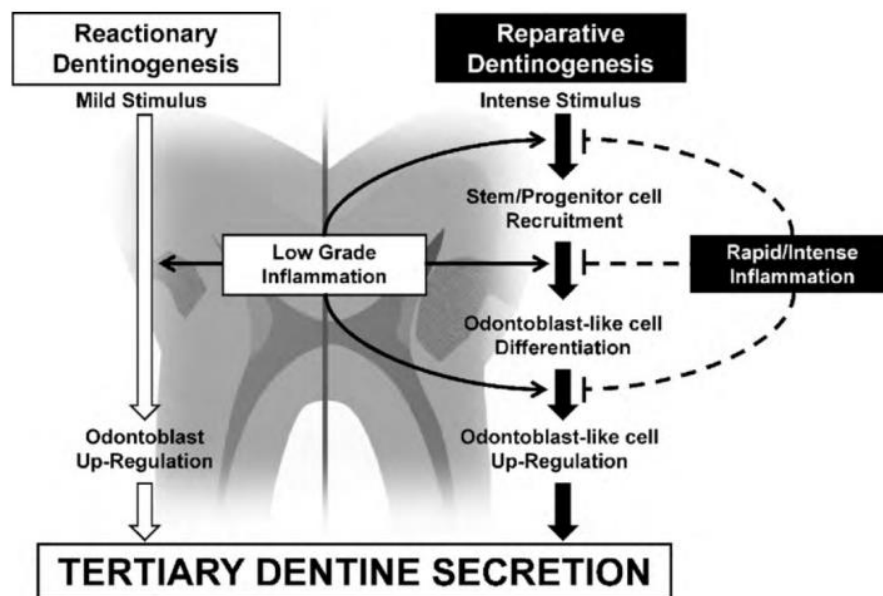 Reactionary
Dentinogenesis
Mild Stimulus
Reparative
Dentinogenesis
Intense Stimulus
Stem/Progenitor cell
Recruitment
Low Grade
Inflammation
Rapid/Intense
Inflammation
Odontoblast-like cell
Differentiation
Odontoblast
Up-Regulation
Odontoblast-like cell
Up-Regulation
TERTIARY DENTINE SECRETION